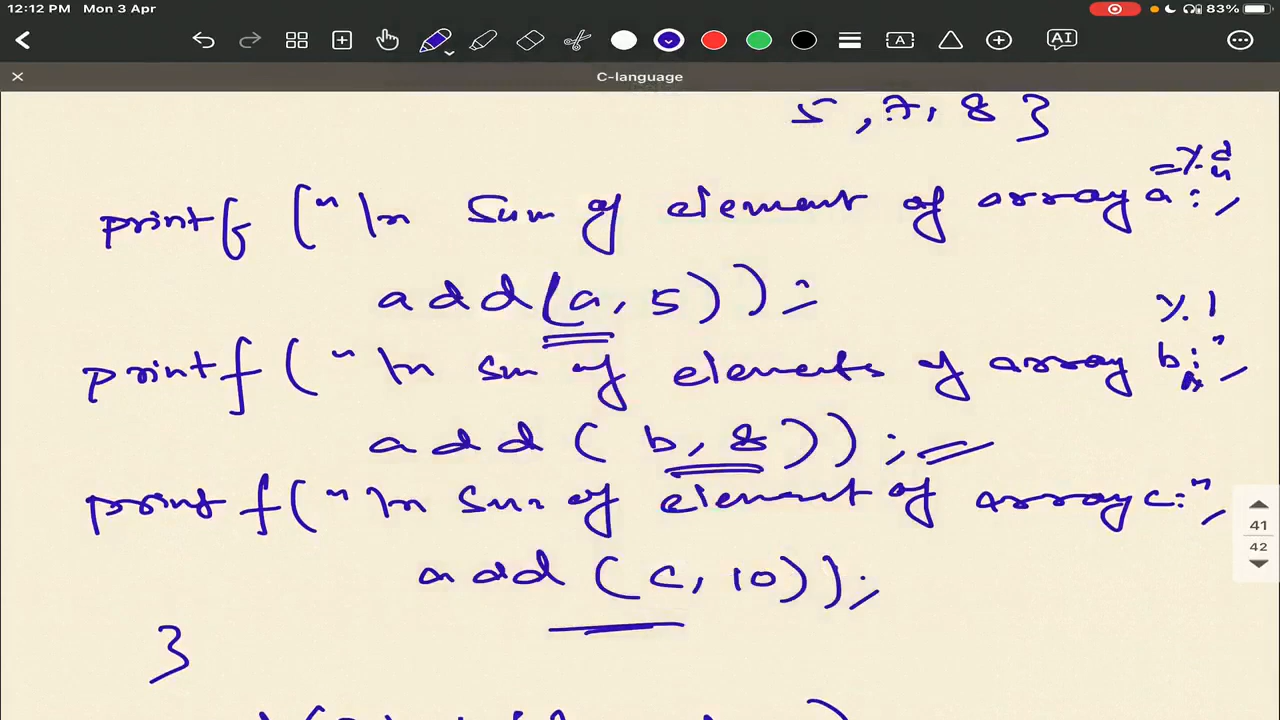 12:12 PM Mon 3 Apr 83%
A AI
C-language
5, 7, 8 }
=%d
printf ("\n Sum of element of array a:",
add(a, 5));
printf ("\n sum of elements of array b:",
add (b, 8));
printf ("\n Sum of element of array c:",
add (c, 10));
}
41
42